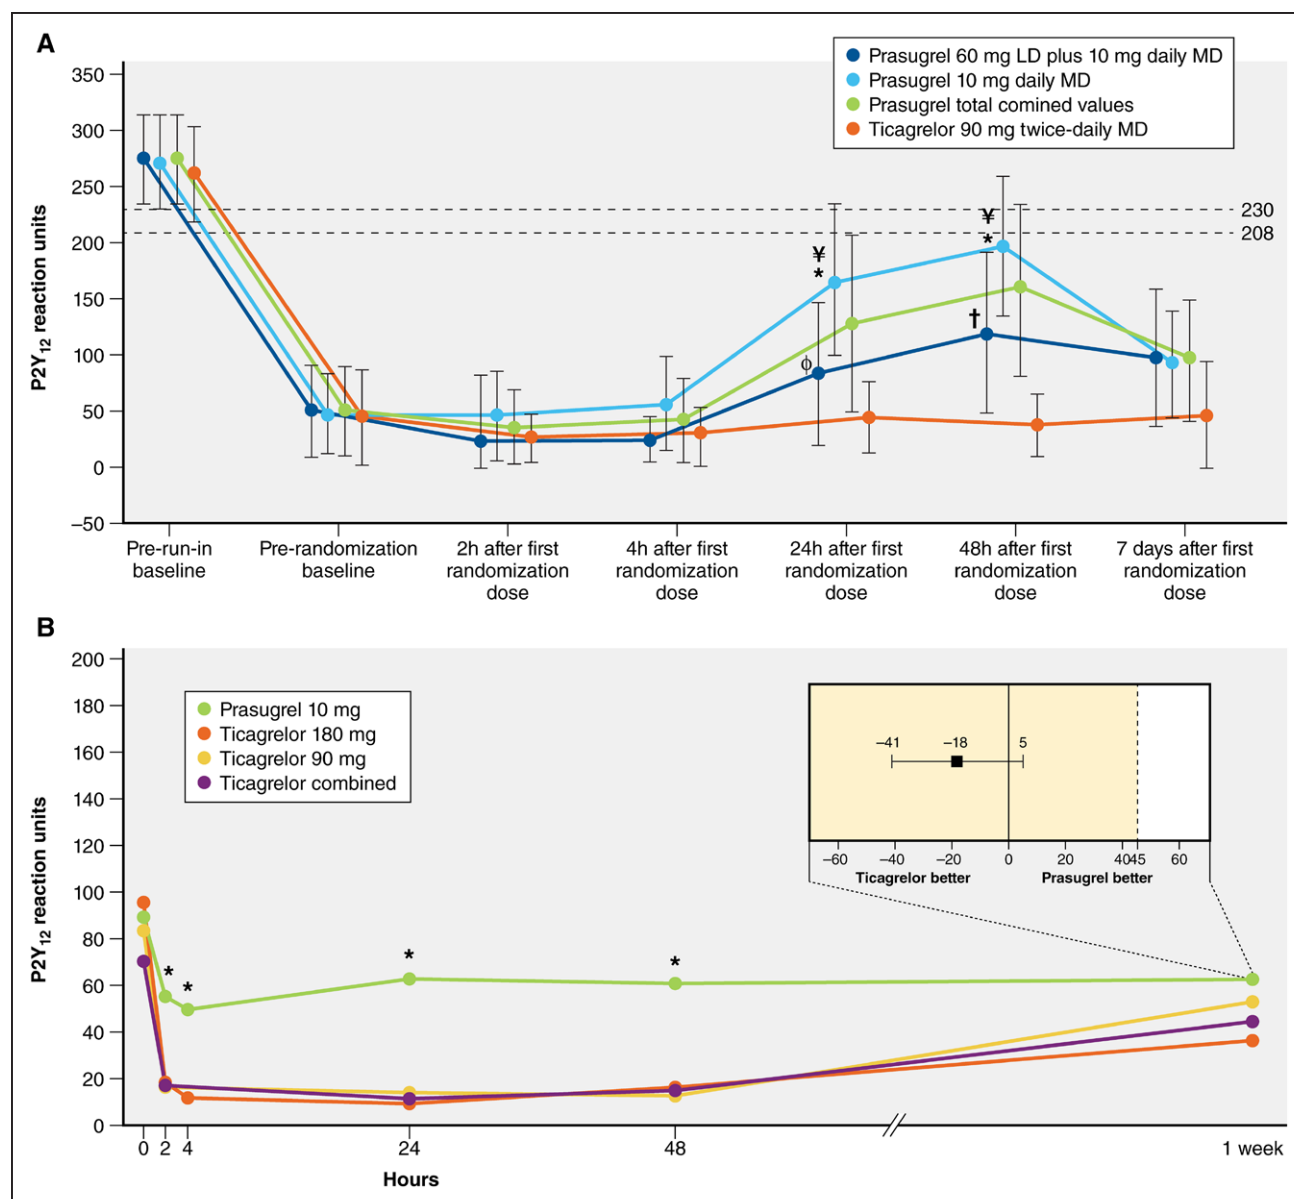 A
Prasugrel 60 mg LD plus 10 mg daily MD
Prasugrel 10 mg daily MD
Prasugrel total comined values
Ticagrelor 90 mg twice-daily MD
P2Y12 reaction units
350
300
250
200
150
100
50
0
–50
230
208
¥
*
¥
*
ϕ
†
Pre-run-in
baseline
Pre-randomization
baseline
2h after first
randomization
dose
4h after first
randomization
dose
24h after first
randomization
dose
48h after first
randomization
dose
7 days after first
randomization
dose
B
P2Y12 reaction units
200
180
160
140
120
100
80
60
40
20
0
Prasugrel 10 mg
Ticagrelor 180 mg
Ticagrelor 90 mg
Ticagrelor combined
–41 –18 5
–60 –40 –20 0 20 40 45 60
Ticagrelor better Prasugrel better
* * * *
0 2 4 24 48 1 week
Hours